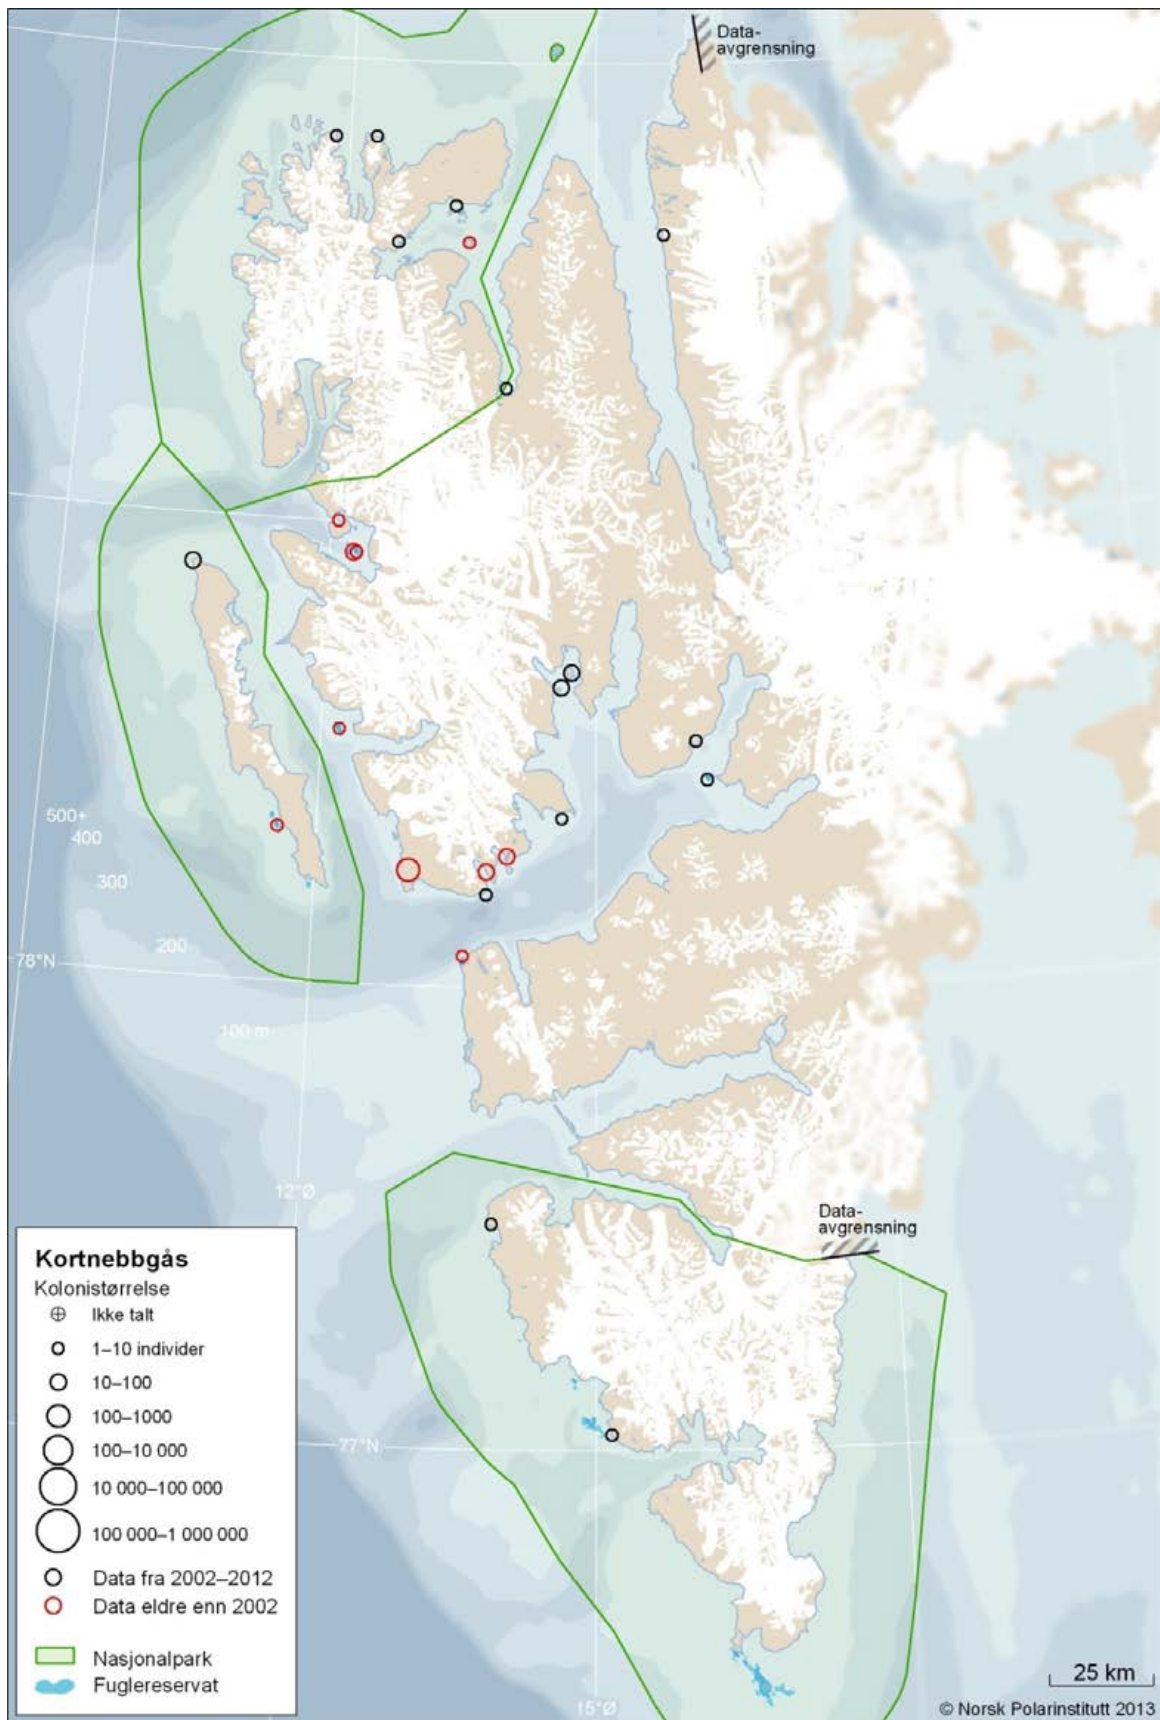 Data-
avgrensning
500+
400
300
200
78°N
100 m
12°Ø
Data-
avgrensning
77°N
15°Ø
Kortnebbgås
Kolonistørrelse
Ikke talt
1–10 individer
10–100
100–1000
100–10 000
10 000–100 000
100 000–1 000 000
Data fra 2002–2012
Data eldre enn 2002
Nasjonalpark
Fuglereservat
25 km
© Norsk Polarinstitutt 2013